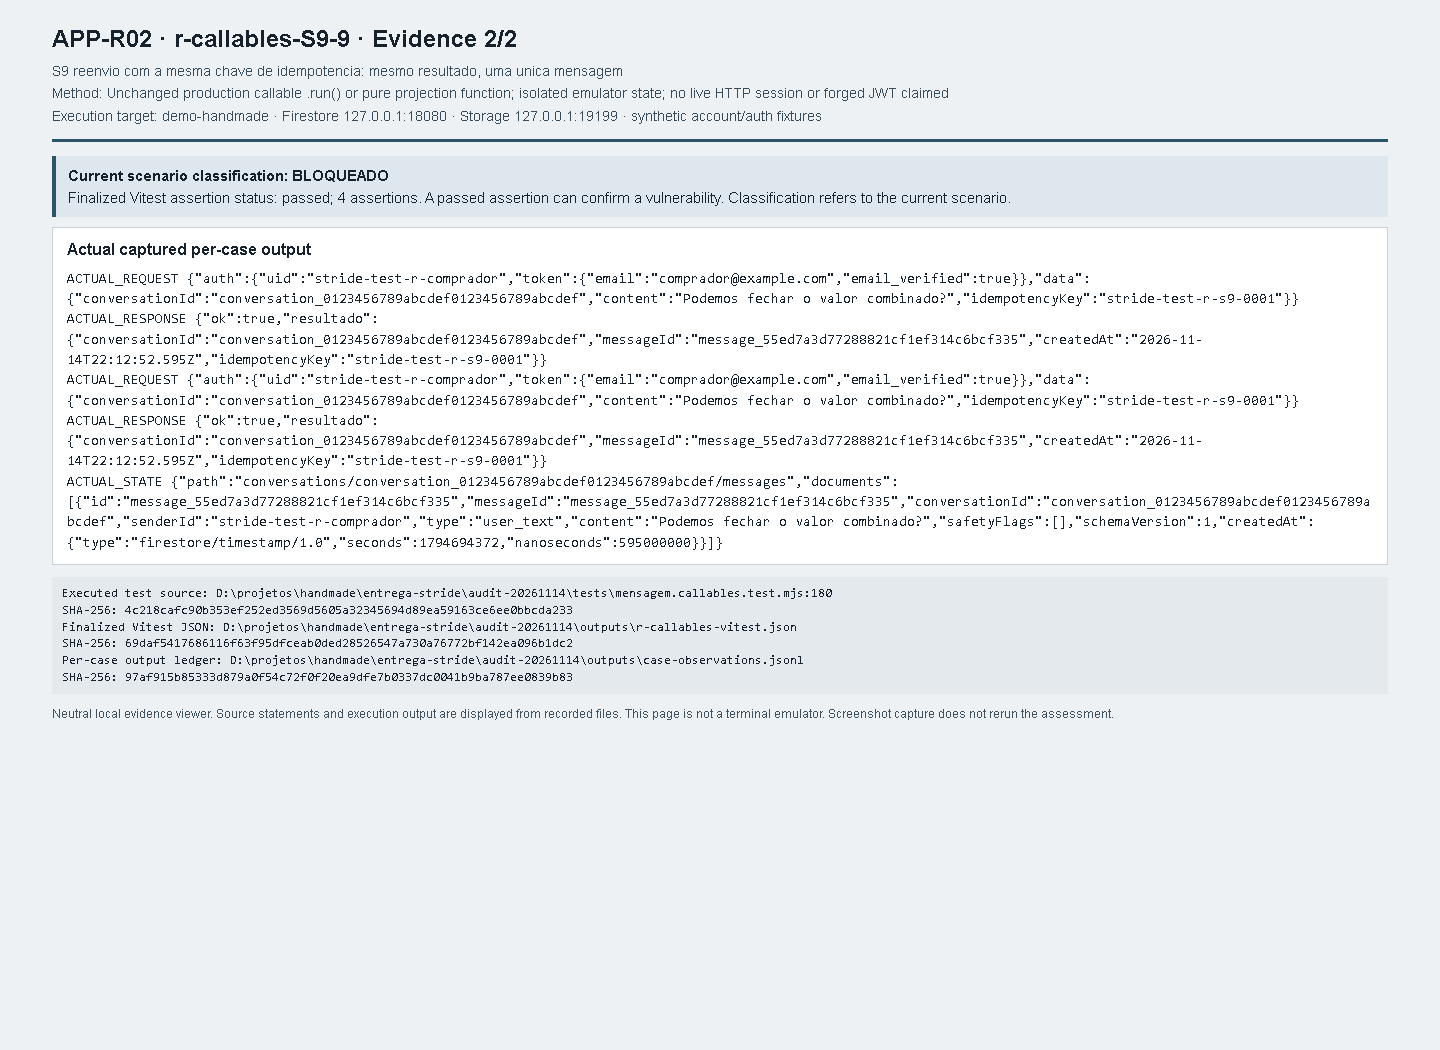 APP-R02 · r-callables-S9-9 · Evidence 2/2
S9 reenvio com a mesma chave de idempotencia: mesmo resultado, uma unica mensagem
Method: Unchanged production callable .run() or pure projection function; isolated emulator state; no live HTTP session or forged JWT claimed
Execution target: demo-handmade · Firestore 127.0.0.1:18080 · Storage 127.0.0.1:19199 · synthetic account/auth fixtures
Current scenario classification: BLOQUEADO
Finalized Vitest assertion status: passed; 4 assertions. A passed assertion can confirm a vulnerability. Classification refers to the current scenario.
Actual captured per-case output
ACTUAL_REQUEST {"auth":{"uid":"stride-test-r-comprador","token":{"email":"comprador@example.com","email_verified":true}},"data":
{"conversationId":"conversation_0123456789abcdef0123456789abcdef","content":"Podemos fechar o valor combinado?","idempotencyKey":"stride-test-r-s9-0001"}}
ACTUAL_RESPONSE {"ok":true,"resultado":
{"conversationId":"conversation_0123456789abcdef0123456789abcdef","messageId":"message_55ed7a3d77288821cf1ef314c6bcf335","createdAt":"2026-11-
14T22:12:52.595Z","idempotencyKey":"stride-test-r-s9-0001"}}
ACTUAL_REQUEST {"auth":{"uid":"stride-test-r-comprador","token":{"email":"comprador@example.com","email_verified":true}},"data":
{"conversationId":"conversation_0123456789abcdef0123456789abcdef","content":"Podemos fechar o valor combinado?","idempotencyKey":"stride-test-r-s9-0001"}}
ACTUAL_RESPONSE {"ok":true,"resultado":
{"conversationId":"conversation_0123456789abcdef0123456789abcdef","messageId":"message_55ed7a3d77288821cf1ef314c6bcf335","createdAt":"2026-11-
14T22:12:52.595Z","idempotencyKey":"stride-test-r-s9-0001"}}
ACTUAL_STATE {"path":"conversations/conversation_0123456789abcdef0123456789abcdef/messages","documents":
[{"id":"message_55ed7a3d77288821cf1ef314c6bcf335","messageId":"message_55ed7a3d77288821cf1ef314c6bcf335","conversationId":"conversation_0123456789abcdef0123456789a
bcdef","senderId":"stride-test-r-comprador","type":"user_text","content":"Podemos fechar o valor combinado?","safetyFlags":[],"schemaVersion":1,"createdAt":
{"type":"firestore/timestamp/1.0","seconds":1794694372,"nanoseconds":595000000}}]}
Executed test source: D:\projetos\handmade\entrega-stride\audit-20261114\tests\mensagem.callables.test.mjs:180
SHA-256: 4c218cafc90b353ef252ed3569d5605a32345694d89ea59163ce6ee0bbcda233
Finalized Vitest JSON: D:\projetos\handmade\entrega-stride\audit-20261114\outputs\r-callables-vitest.json
SHA-256: 69daf5417686116f63f95dfceab0ded28526547a730a76772bf142ea096b1dc2
Per-case output ledger: D:\projetos\handmade\entrega-stride\audit-20261114\outputs\case-observations.jsonl
SHA-256: 97af915b85333d879a0f54c72f0f20ea9dfe7b0337dc0041b9ba787ee0839b83
Neutral local evidence viewer. Source statements and execution output are displayed from recorded files. This page is not a terminal emulator. Screenshot capture does not rerun the assessment.